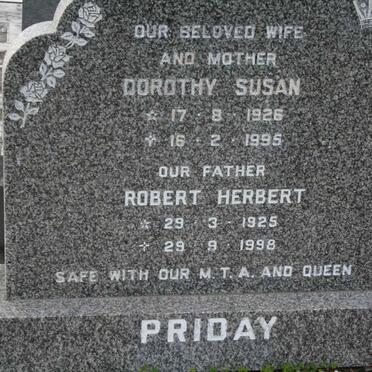 OUR BELOVED WIFE
AND MOTHER
DOROTHY SUSAN
☆ 17 · 8 · 1926
✝ 16 · 2 · 1995
OUR FATHER
ROBERT HERBERT
☆ 29 · 3 · 1925
✝ 29 · 9 · 1998
SAFE WITH OUR M.T.A. AND QUEEN
PRIDAY